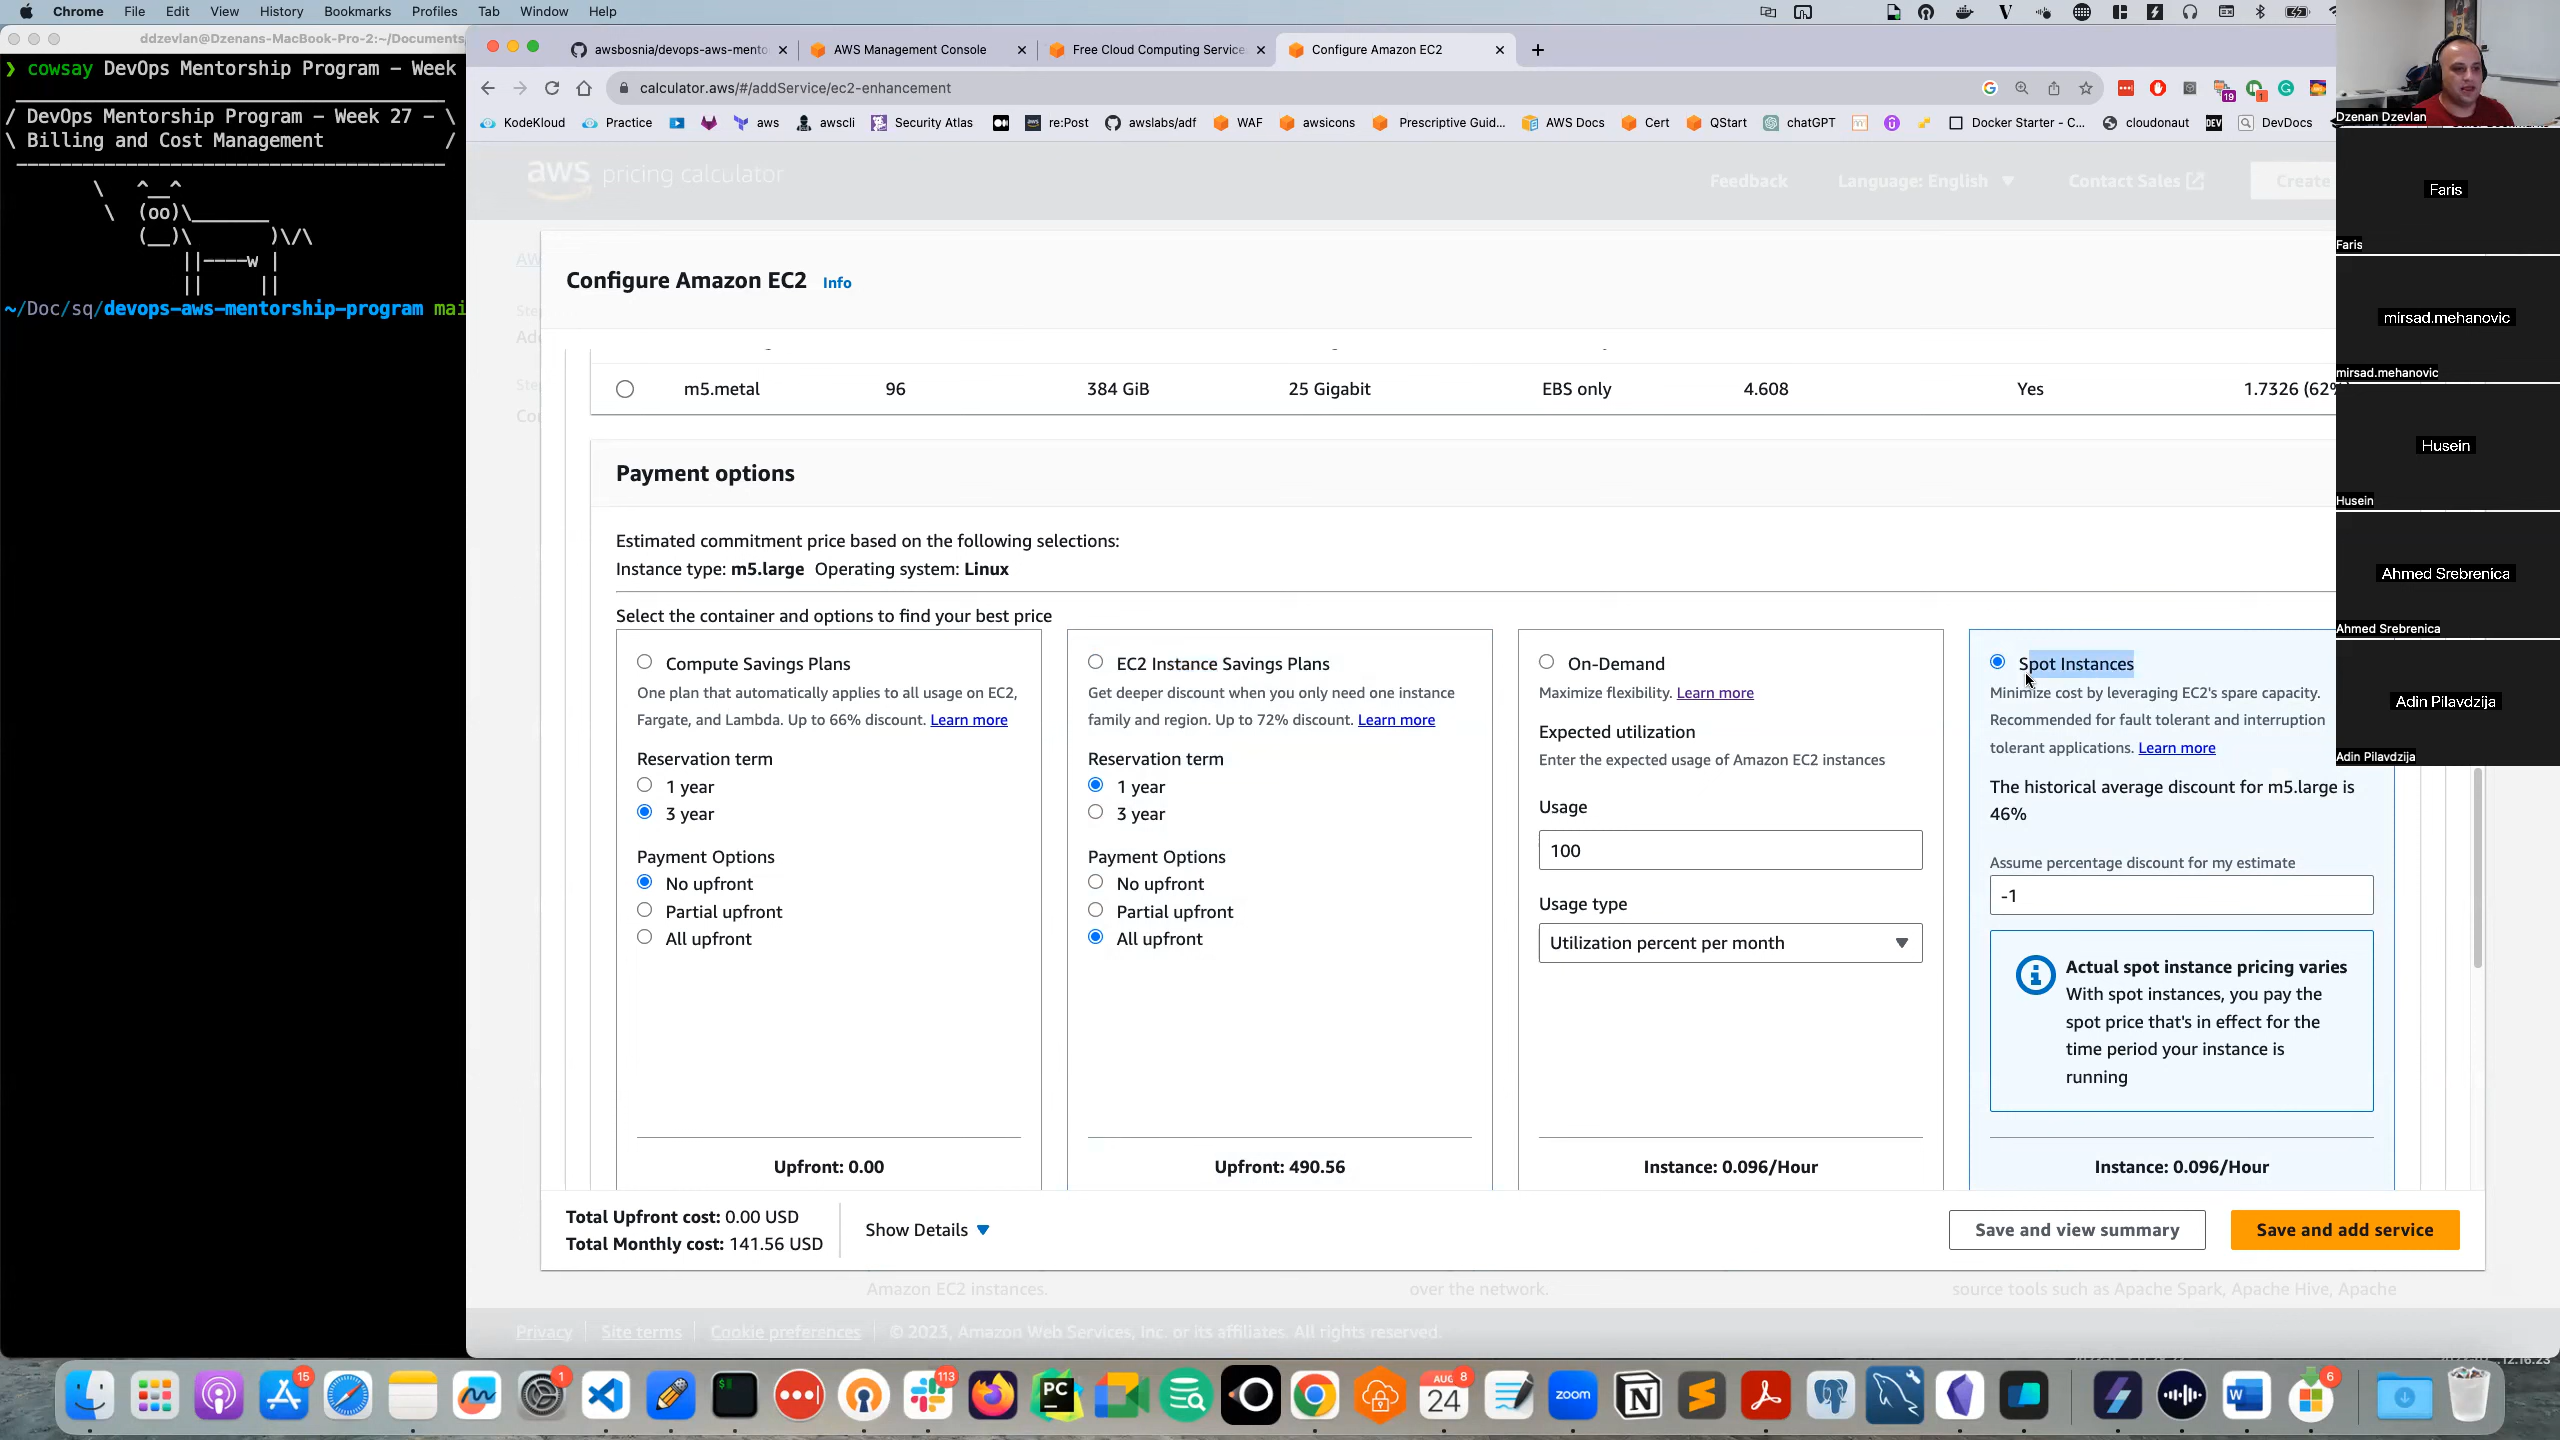 Chrome File Edit View History Bookmarks Profiles Tab Window Help
ddzevlan@Dzenans-MacBook-Pro-2:~/Documents
❯ cowsay DevOps Mentorship Program – Week
/ DevOps Mentorship Program – Week 27 – \
\ Billing and Cost Management /
\ ^__^
\ (oo)\_______
(__)\ )\/\
||----w |
|| ||
~/Doc/sq/devops-aws-mentorship-program mai
awsbosnia/devops-aws-mento
AWS Management Console
Free Cloud Computing Service
Configure Amazon EC2
calculator.aws/#/addService/ec2-enhancement
KodeKloud Practice aws awscli Security Atlas re:Post awslabs/adf WAF awsicons Prescriptive Guid... AWS Docs Cert QStart chatGPT Docker Starter - C... cloudonaut DEV DevDocs
aws pricing calculator
Feedback Language: English Contact Sales Create
Configure Amazon EC2 Info
m5.metal 96 384 GiB 25 Gigabit EBS only 4.608 Yes 1.7326 (62%
Payment options
Estimated commitment price based on the following selections:
Instance type: m5.large Operating system: Linux
Select the container and options to find your best price
Compute Savings Plans
One plan that automatically applies to all usage on EC2,
Fargate, and Lambda. Up to 66% discount. Learn more
Reservation term
1 year
3 year
Payment Options
No upfront
Partial upfront
All upfront
Upfront: 0.00
EC2 Instance Savings Plans
Get deeper discount when you only need one instance
family and region. Up to 72% discount. Learn more
Reservation term
1 year
3 year
Payment Options
No upfront
Partial upfront
All upfront
Upfront: 490.56
On-Demand
Maximize flexibility. Learn more
Expected utilization
Enter the expected usage of Amazon EC2 instances
Usage
100
Usage type
Utilization percent per month
Instance: 0.096/Hour
Spot Instances
Minimize cost by leveraging EC2's spare capacity.
Recommended for fault tolerant and interruption
tolerant applications. Learn more
The historical average discount for m5.large is
46%
Assume percentage discount for my estimate
-1
Actual spot instance pricing varies
With spot instances, you pay the
spot price that's in effect for the
time period your instance is
running
Instance: 0.096/Hour
Total Upfront cost: 0.00 USD
Total Monthly cost: 141.56 USD
Show Details
Save and view summary
Save and add service
Amazon EC2 instances.
over the network.
source tools such as Apache Spark, Apache Hive, Apache
Privacy Site terms Cookie preferences © 2023, Amazon Web Services, Inc. or its affiliates. All rights reserved.
Dzenan Dzevlan
Faris
Faris
mirsad.mehanovic
mirsad.mehanovic
Husein
Husein
Ahmed Srebrenica
Ahmed Srebrenica
Adin Pilavdzija
Adin Pilavdzija
15
1
113
PC
AUG
24
8
zoom
6